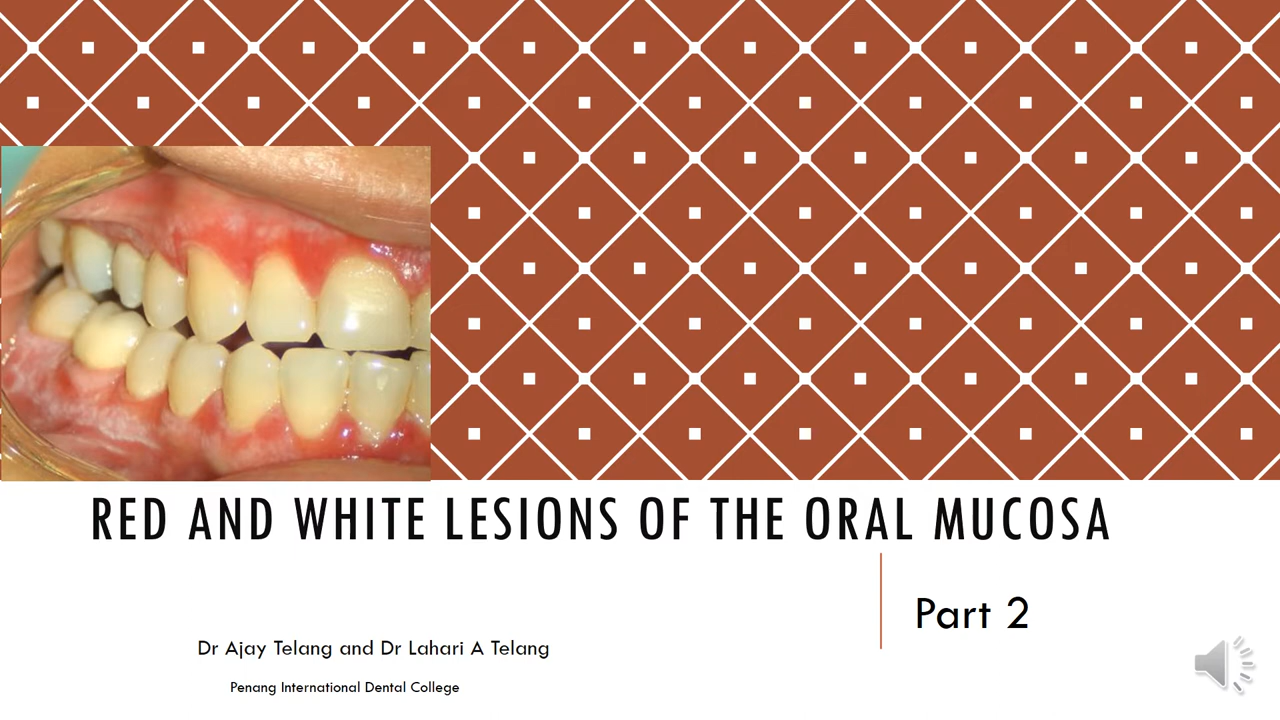 RED AND WHITE LESIONS OF THE ORAL MUCOSA
Part 2
Dr Ajay Telang and Dr Lahari A Telang
Penang International Dental College